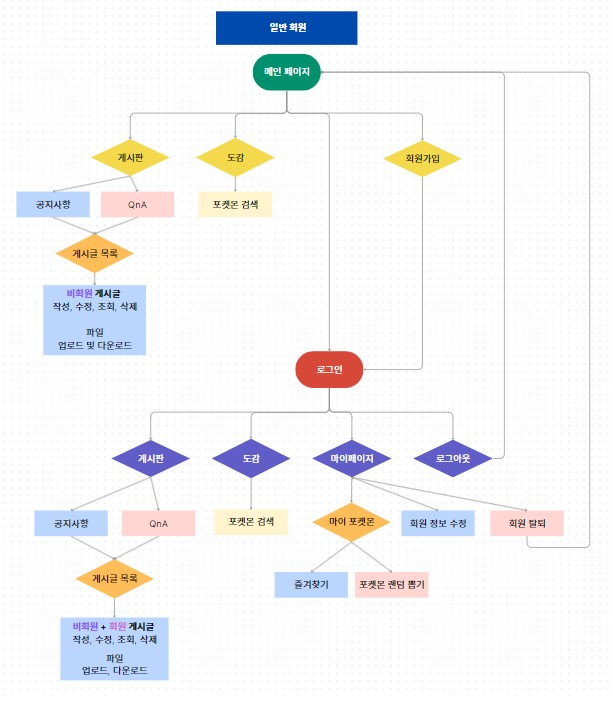 일반 회원
메인 페이지
게시판
도감
회원가입
공지사항
QnA
포켓몬 검색
게시글 목록
비회원 게시글
작성, 수정, 조회, 삭제
파일
업로드 및 다운로드
로그인
게시판
도감
마이페이지
로그아웃
공지사항
QnA
포켓몬 검색
마이 포켓몬
회원 정보 수정
회원 탈퇴
게시글 목록
즐겨찾기
포켓몬 랜덤 뽑기
비회원 + 회원 게시글
작성, 수정, 조회, 삭제
파일
업로드, 다운로드